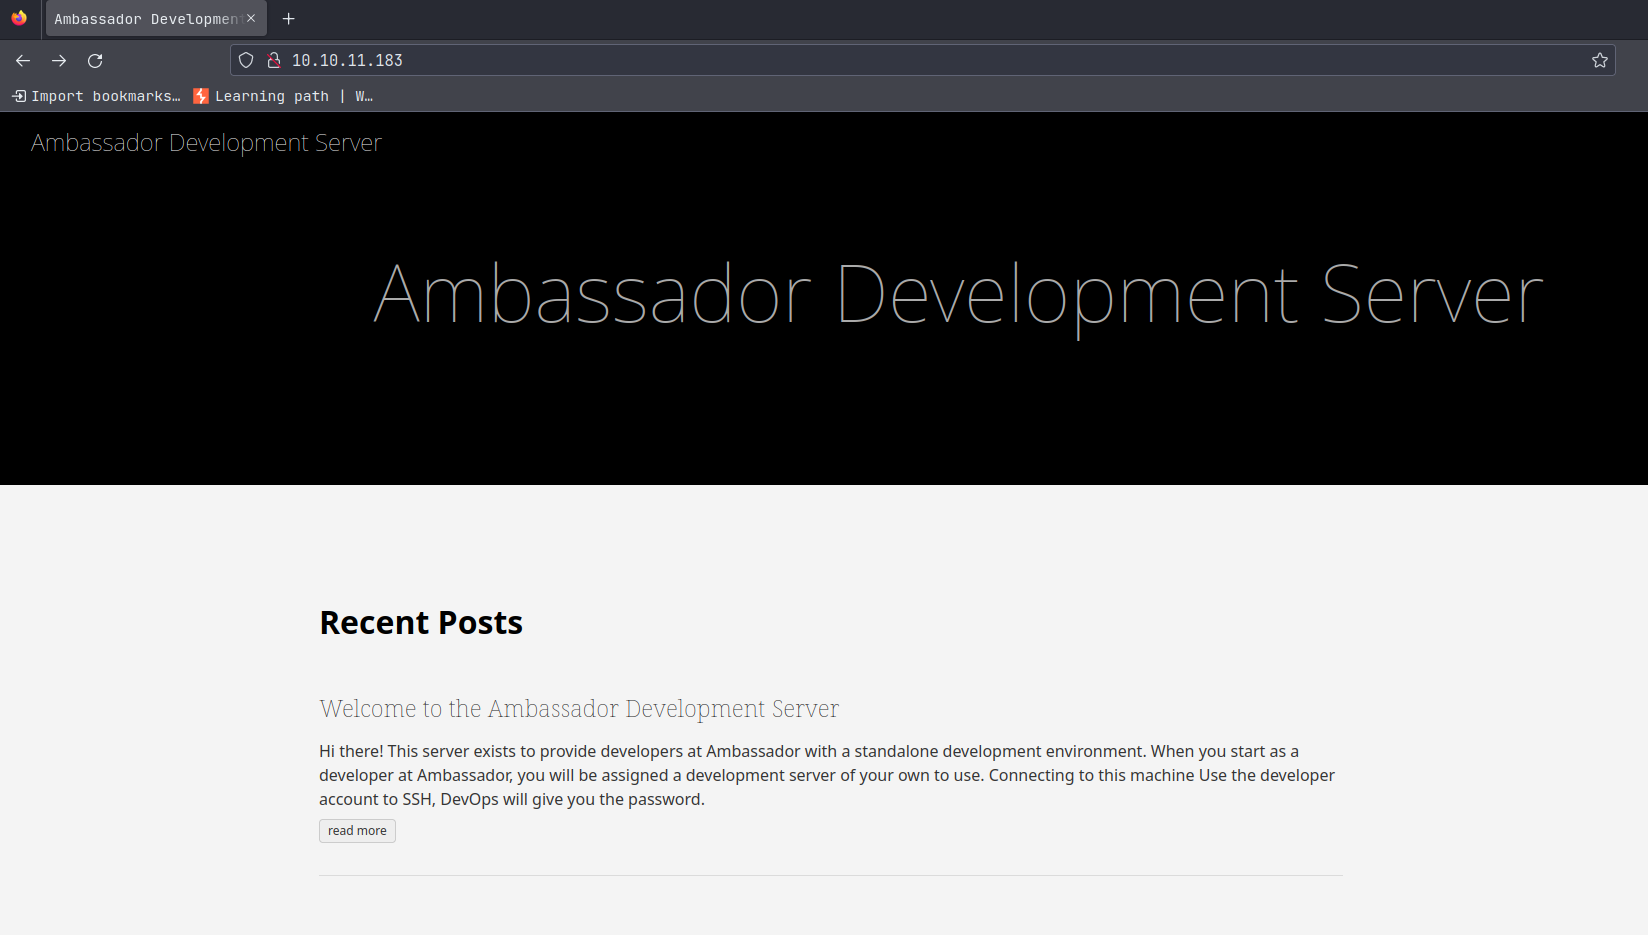 Ambassador Development
10.10.11.183
Import bookmarks… Learning path | W…
Ambassador Development Server
Ambassador Development Server
Recent Posts
Welcome to the Ambassador Development Server
Hi there! This server exists to provide developers at Ambassador with a standalone development environment. When you start as a
developer at Ambassador, you will be assigned a development server of your own to use. Connecting to this machine Use the developer
account to SSH, DevOps will give you the password.
read more